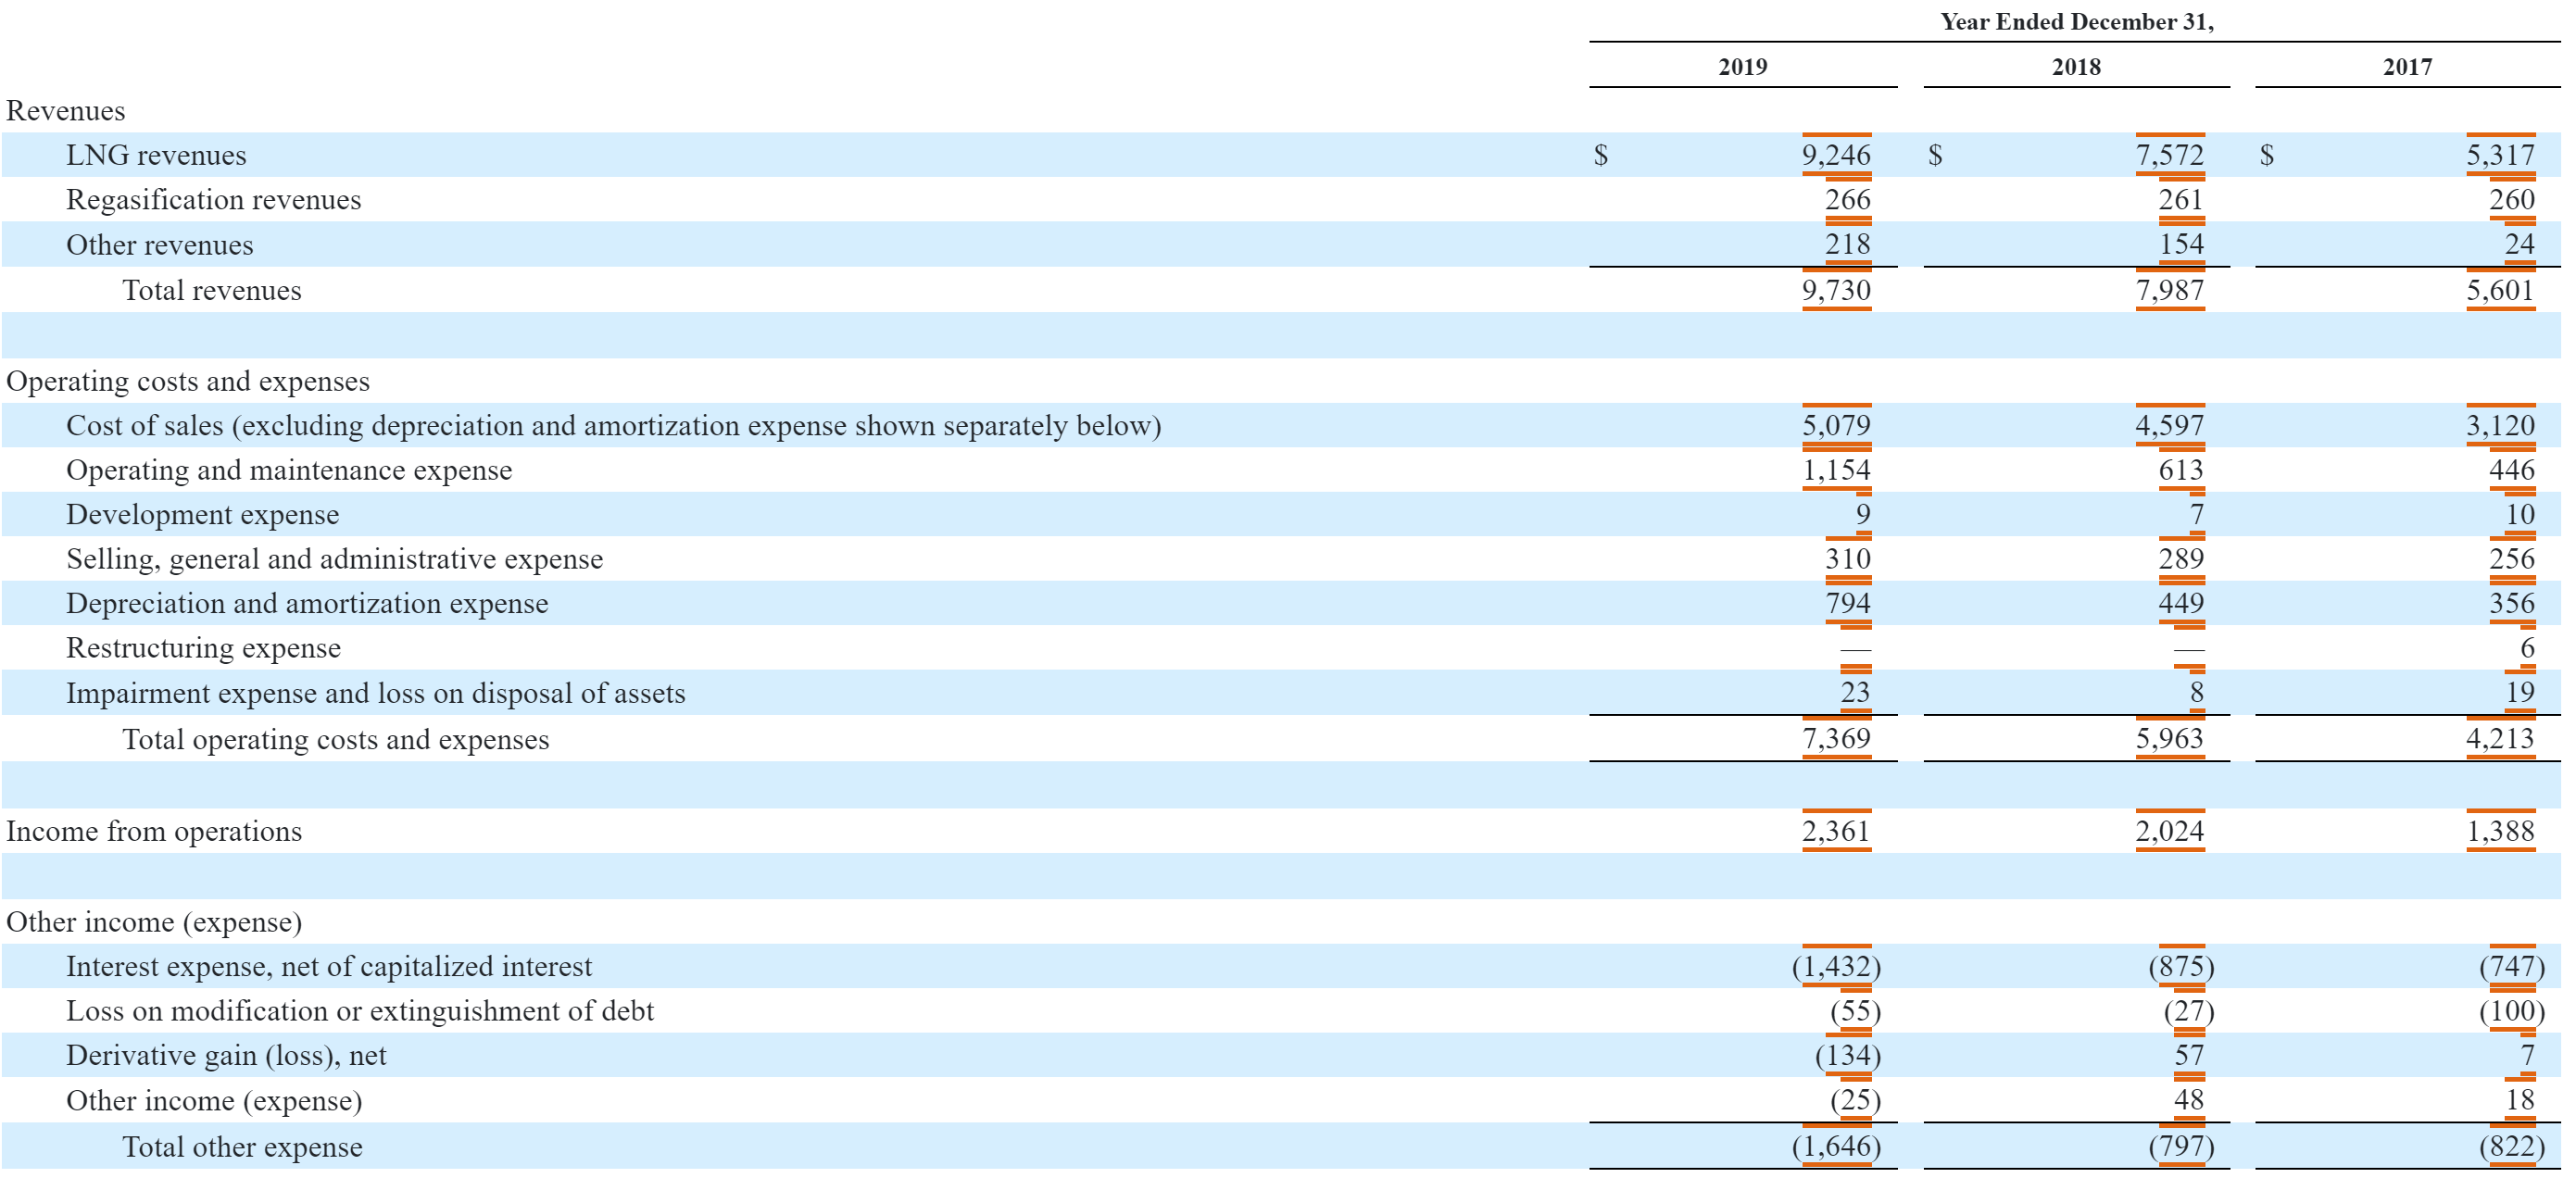 Year Ended December 31,
2019 2018 2017
Revenues
LNG revenues $ 9,246 $ 7,572 $ 5,317
Regasification revenues 266 261 260
Other revenues 218 154 24
Total revenues 9,730 7,987 5,601
Operating costs and expenses
Cost of sales (excluding depreciation and amortization expense shown separately below) 5,079 4,597 3,120
Operating and maintenance expense 1,154 613 446
Development expense 9 7 10
Selling, general and administrative expense 310 289 256
Depreciation and amortization expense 794 449 356
Restructuring expense — — 6
Impairment expense and loss on disposal of assets 23 8 19
Total operating costs and expenses 7,369 5,963 4,213
Income from operations 2,361 2,024 1,388
Other income (expense)
Interest expense, net of capitalized interest (1,432) (875) (747)
Loss on modification or extinguishment of debt (55) (27) (100)
Derivative gain (loss), net (134) 57 7
Other income (expense) (25) 48 18
Total other expense (1,646) (797) (822)